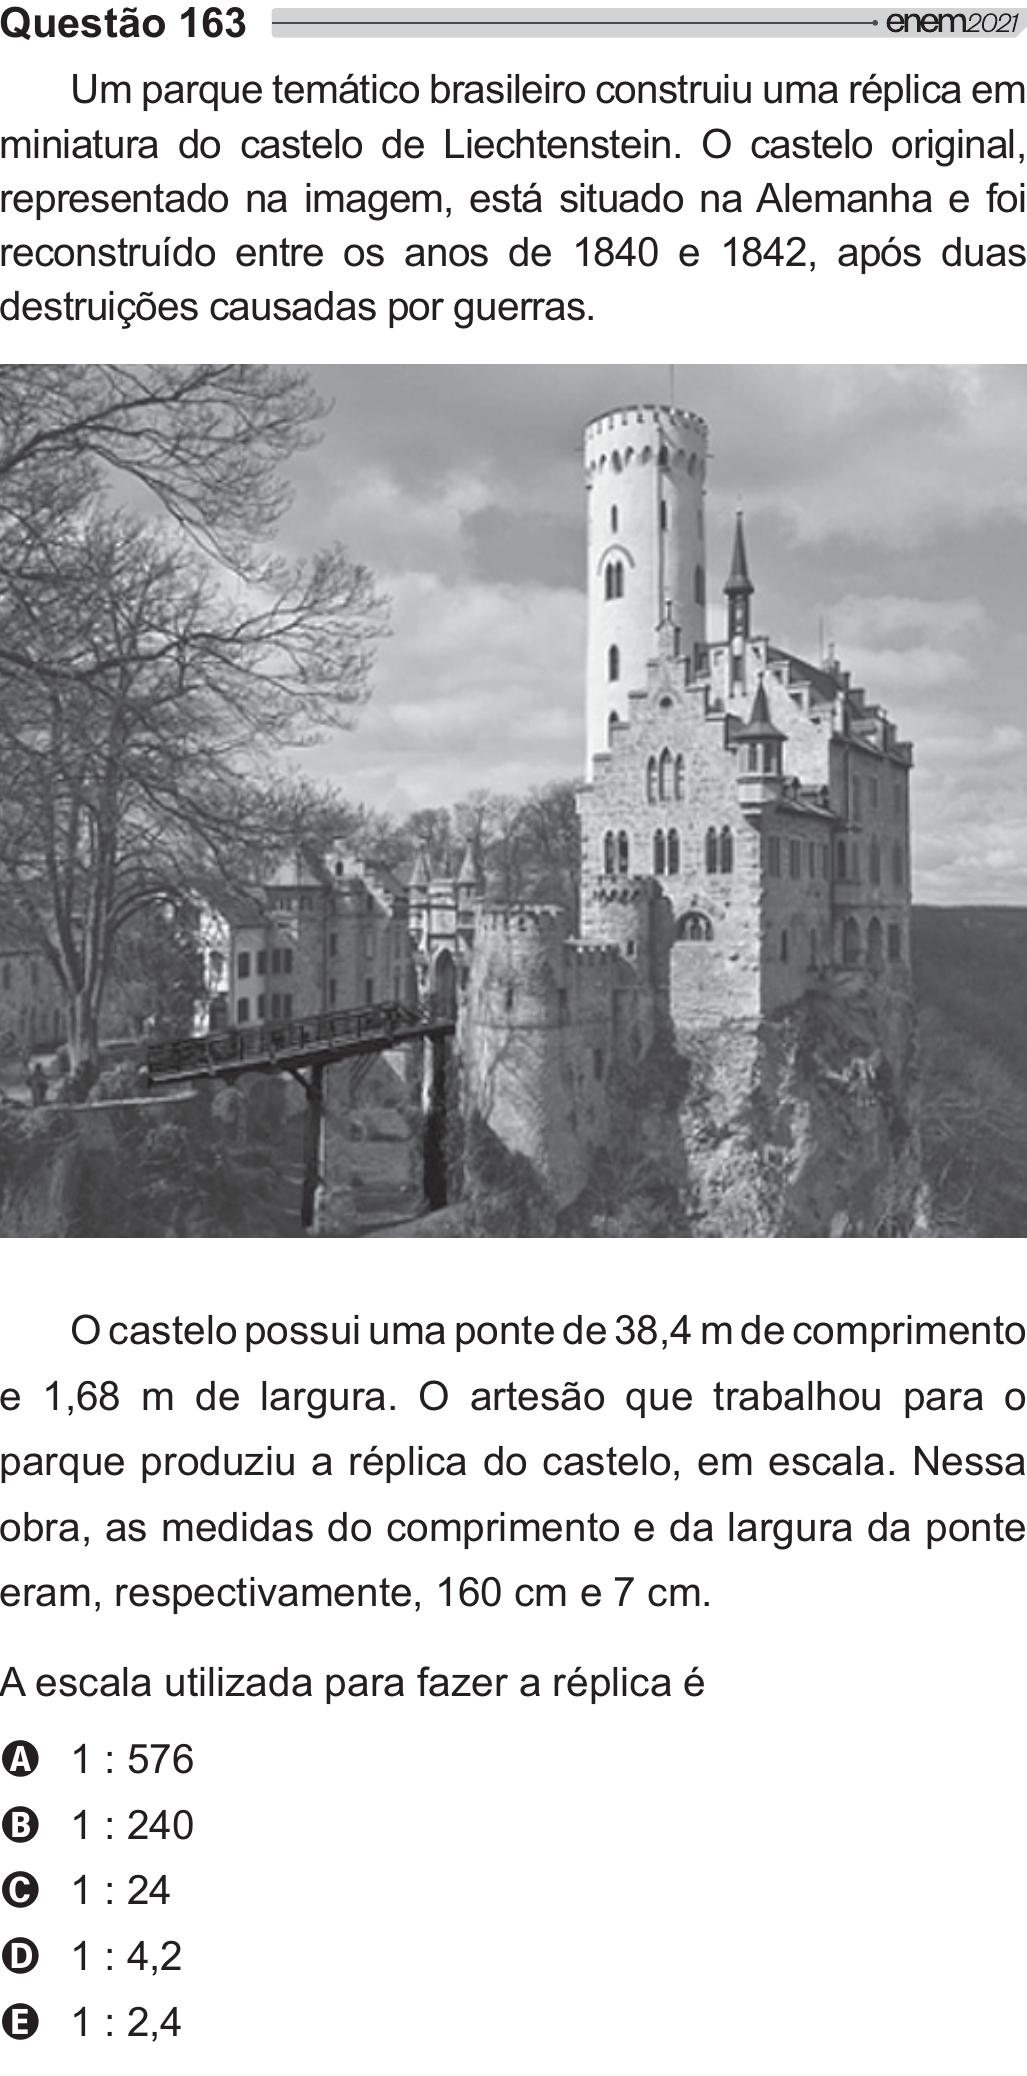 Questão 163 enem2021
Um parque temático brasileiro construiu uma réplica em
miniatura do castelo de Liechtenstein. O castelo original,
representado na imagem, está situado na Alemanha e foi
reconstruído entre os anos de 1840 e 1842, após duas
destruições causadas por guerras.
O castelo possui uma ponte de 38,4 m de comprimento
e 1,68 m de largura. O artesão que trabalhou para o
parque produziu a réplica do castelo, em escala. Nessa
obra, as medidas do comprimento e da largura da ponte
eram, respectivamente, 160 cm e 7 cm.
A escala utilizada para fazer a réplica é
A 1 : 576
B 1 : 240
C 1 : 24
D 1 : 4,2
E 1 : 2,4